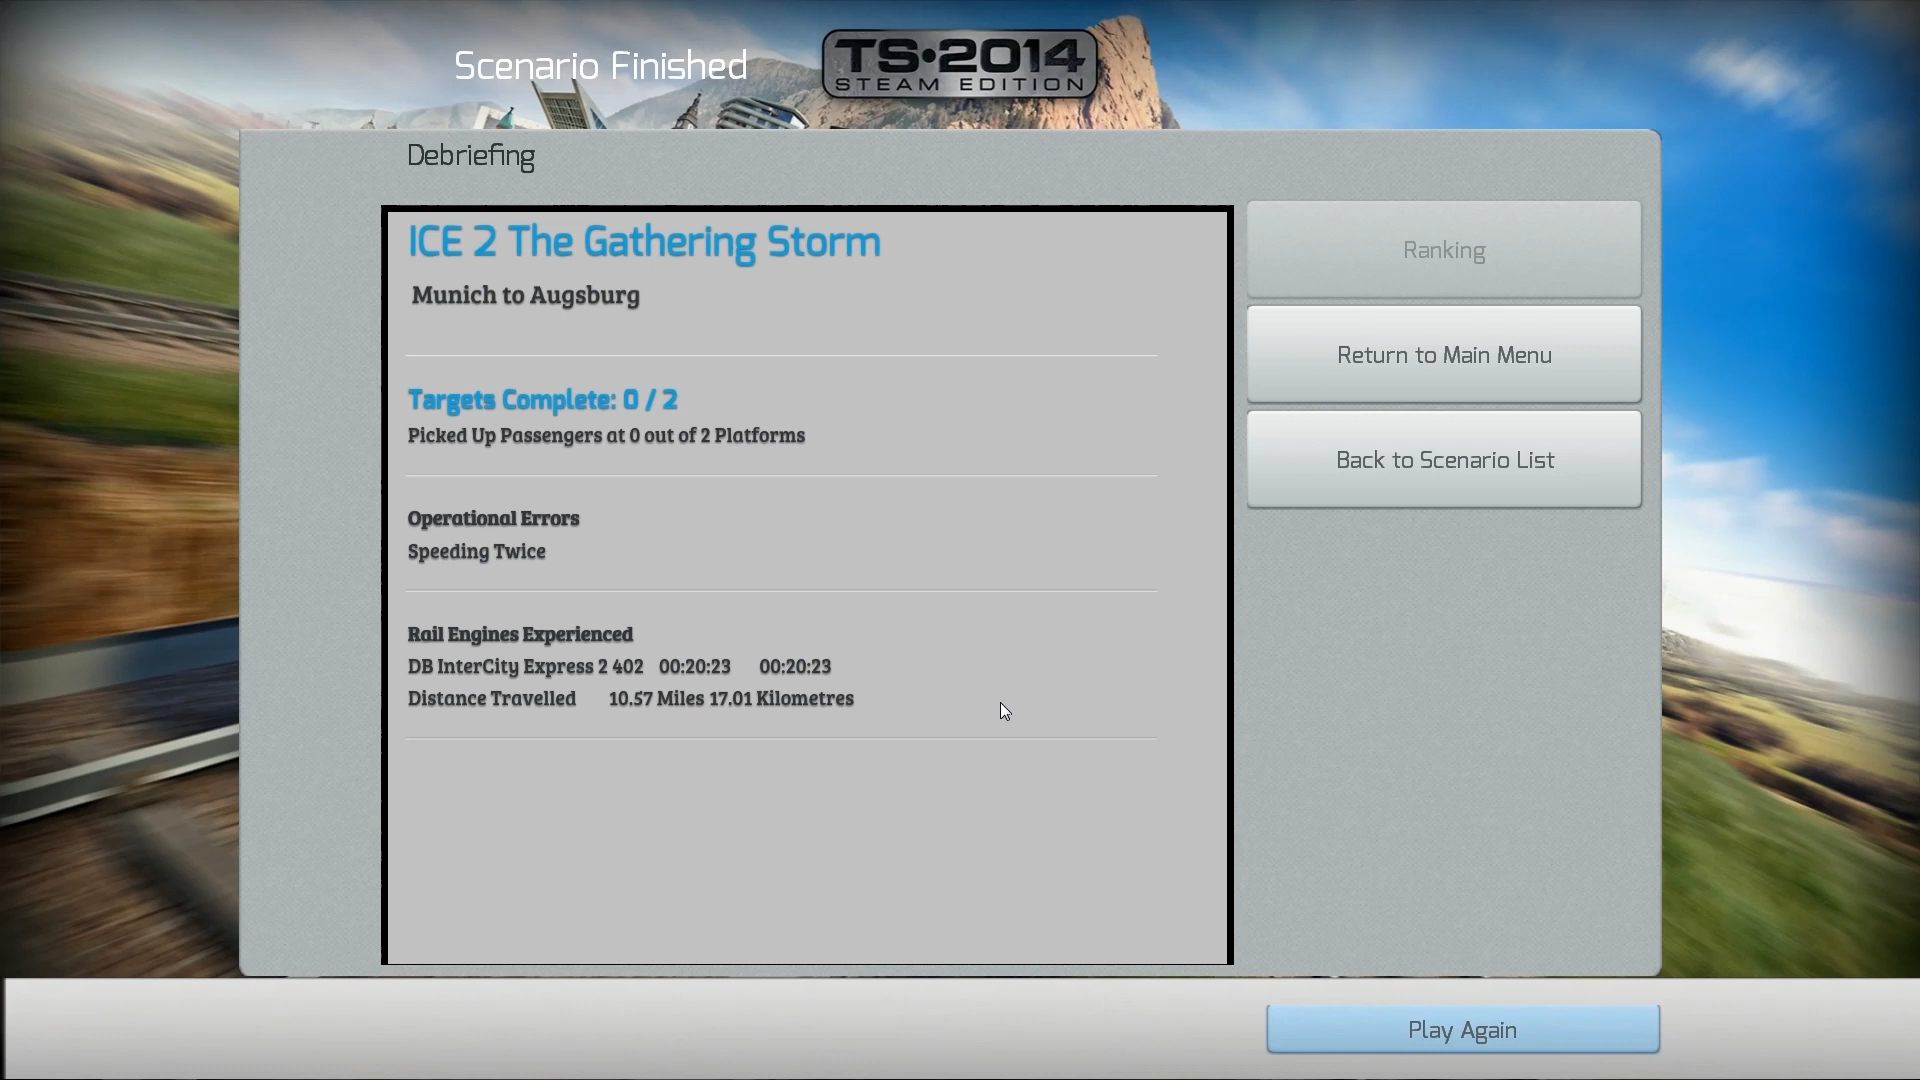 Scenario Finished
TS•2014
STEAM EDITION
Debriefing
ICE 2 The Gathering Storm
Munich to Augsburg
Targets Complete: 0 / 2
Picked Up Passengers at 0 out of 2 Platforms
Operational Errors
Speeding Twice
Rail Engines Experienced
DB InterCity Express 2 402 00:20:23 00:20:23
Distance Travelled 10.57 Miles 17.01 Kilometres
Ranking
Return to Main Menu
Back to Scenario List
Play Again